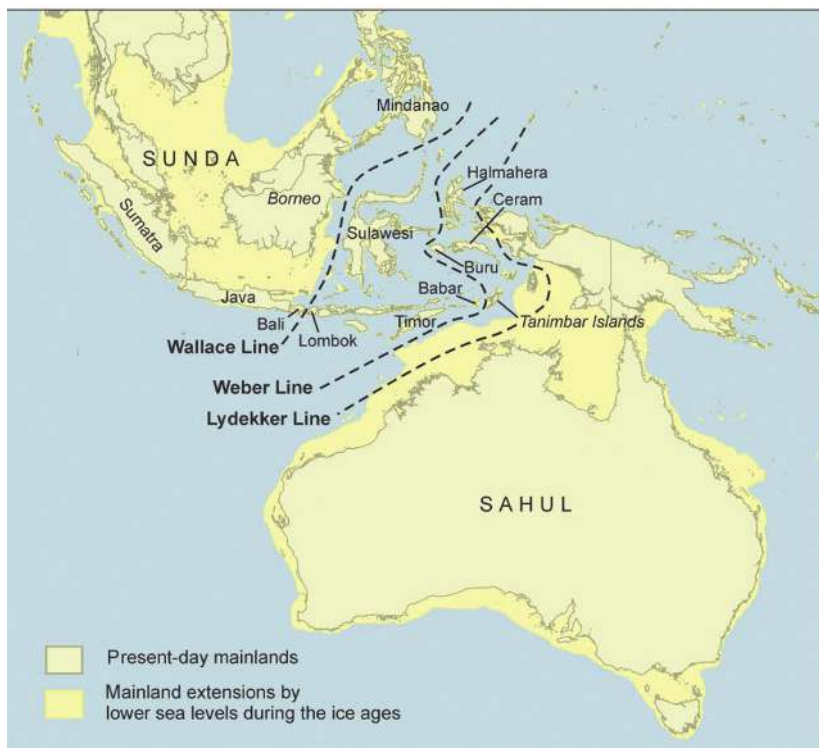 Mindanao
SUNDA
Halmahera
Ceram
Borneo
Sumatra
Sulawesi
Buru
Babar
Java
Bali
Lombok
Timor
Tanimbar Islands
Wallace Line
Weber Line
Lydekker Line
SAHUL
Present-day mainlands
Mainland extensions by
lower sea levels during the ice ages